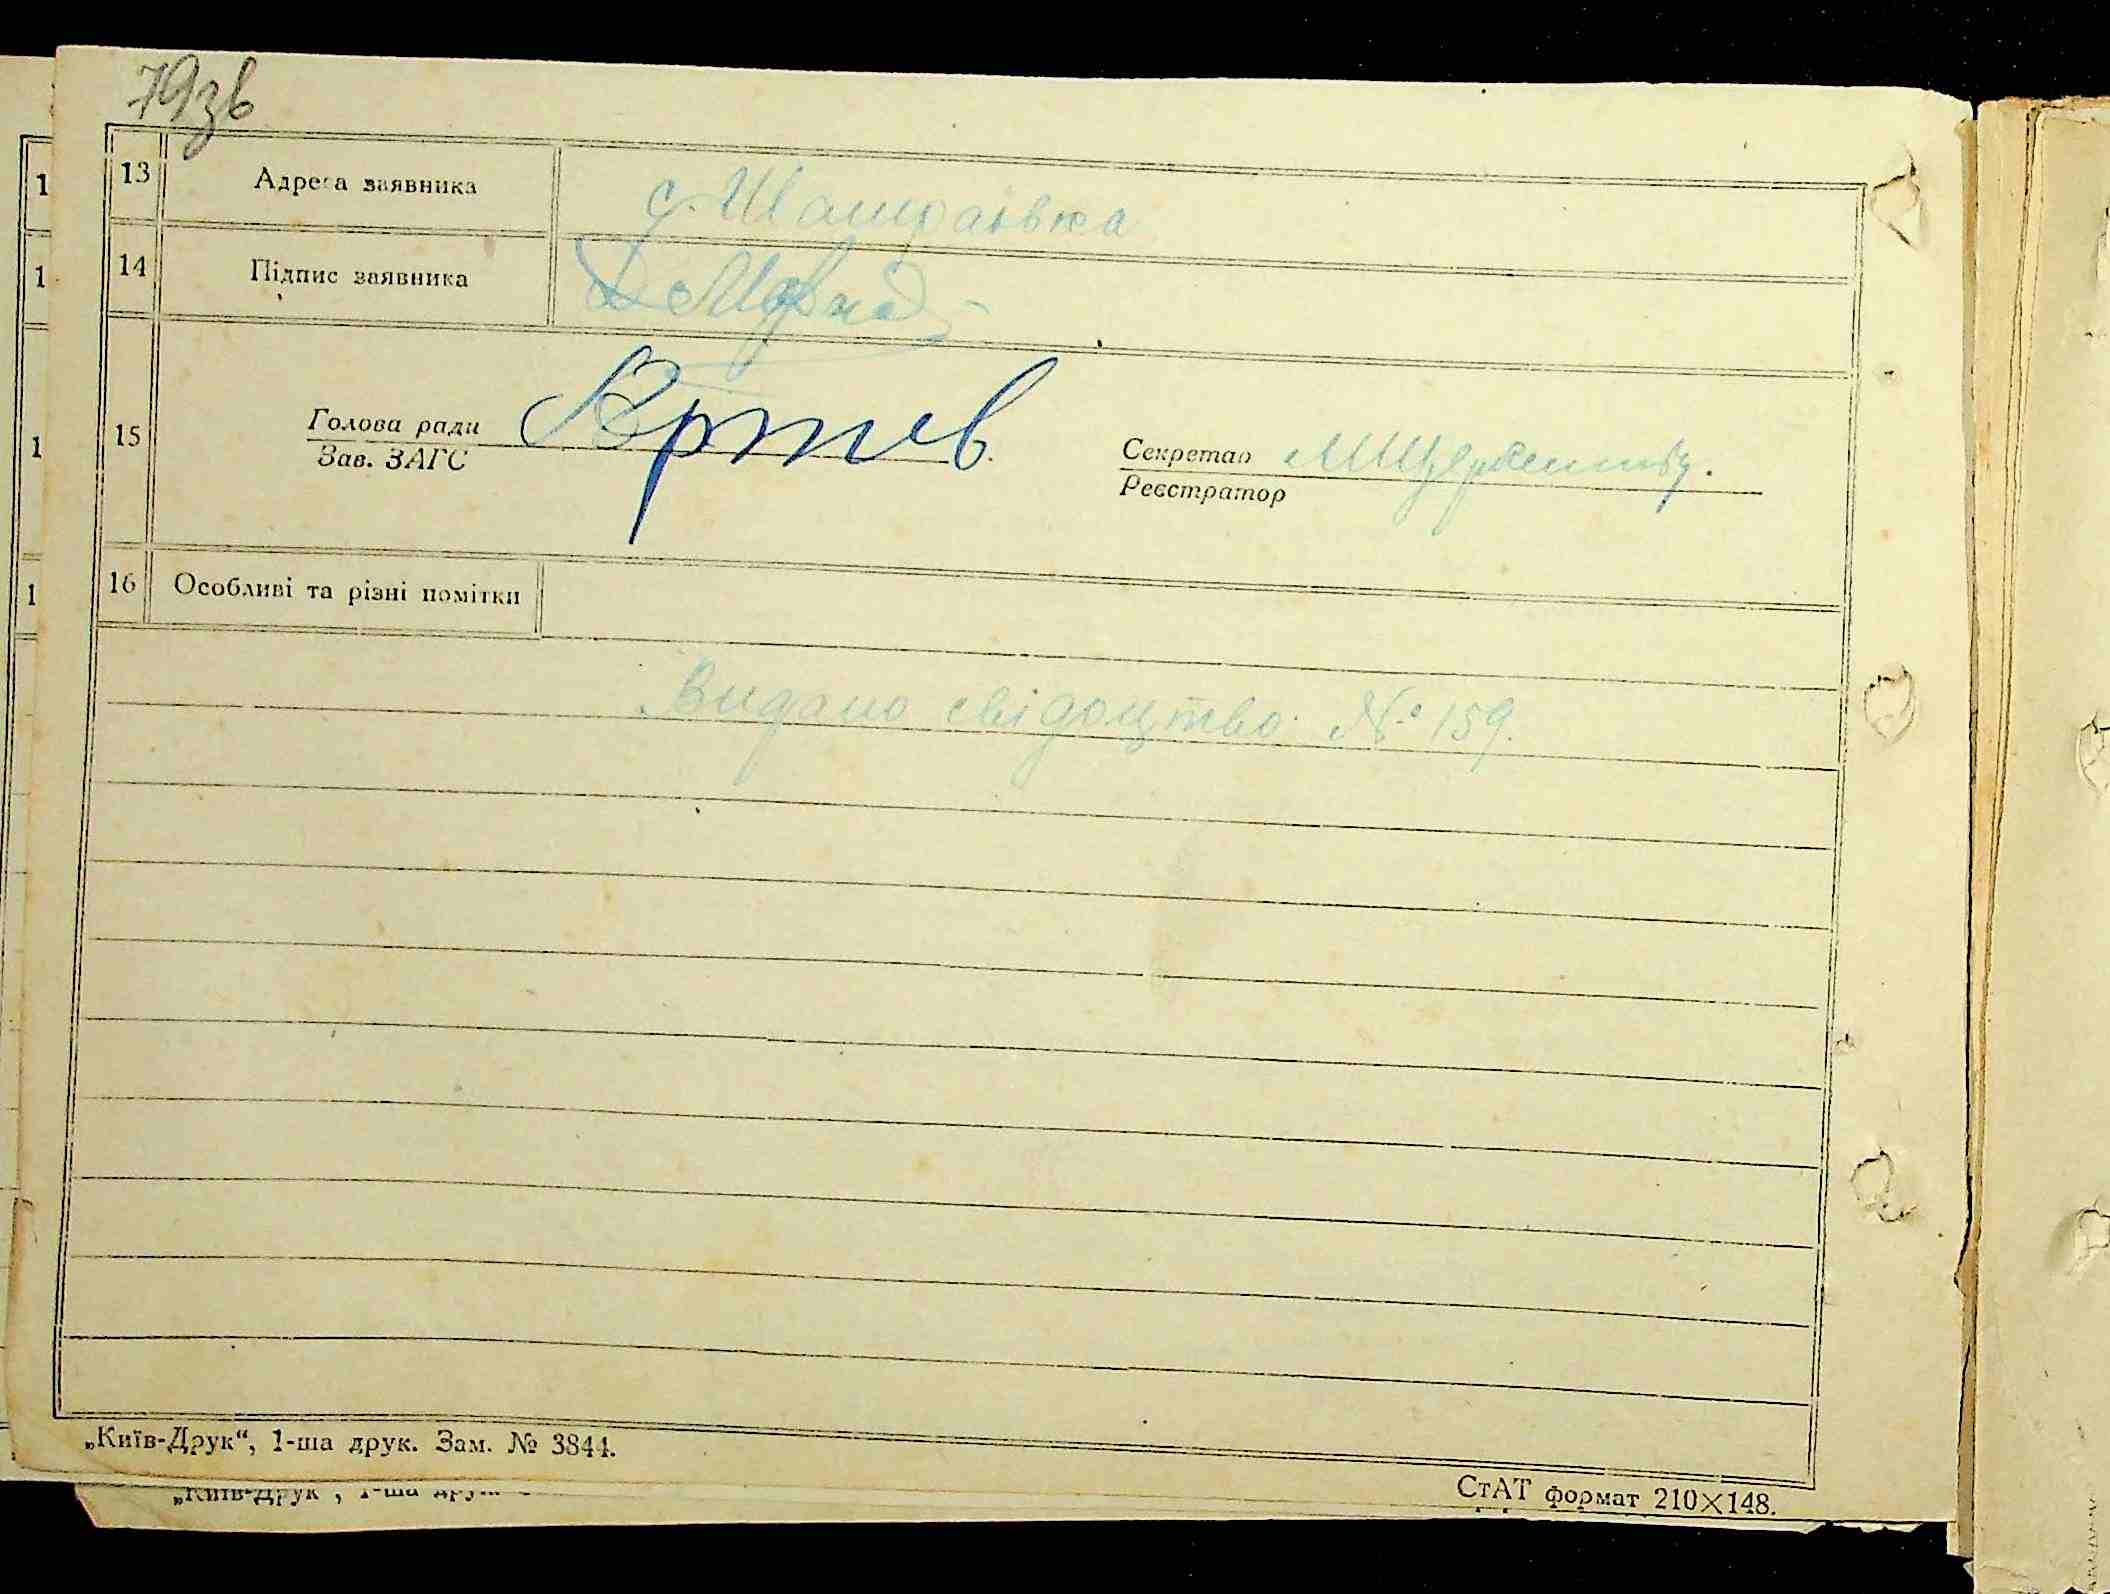 79зв
13 Адреса заявника с. Шамраївка
14 Підпис заявника
15 Голова ради
Зав. ЗАГС
Секретар
Реєстратор
16 Особливі та різні помітки
Видано свідоцтво № 159.
„Київ-Друк“, 1-ша друк. Зам. № 3844.
СтАТ формат 210×148.